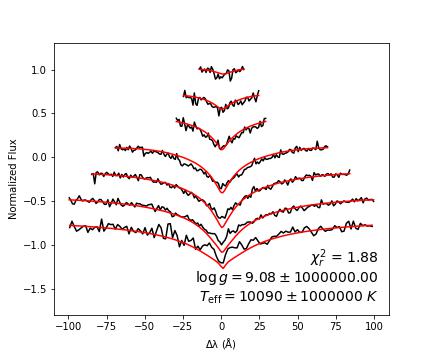 1.0
0.5
0.0
−0.5
−1.0
−1.5
Normalized Flux
χ²ᵣ = 1.88
log g = 9.08 ± 1000000.00
T_eff = 10090 ± 1000000 K
−100 −75 −50 −25 0 25 50 75 100
Δλ (Å)